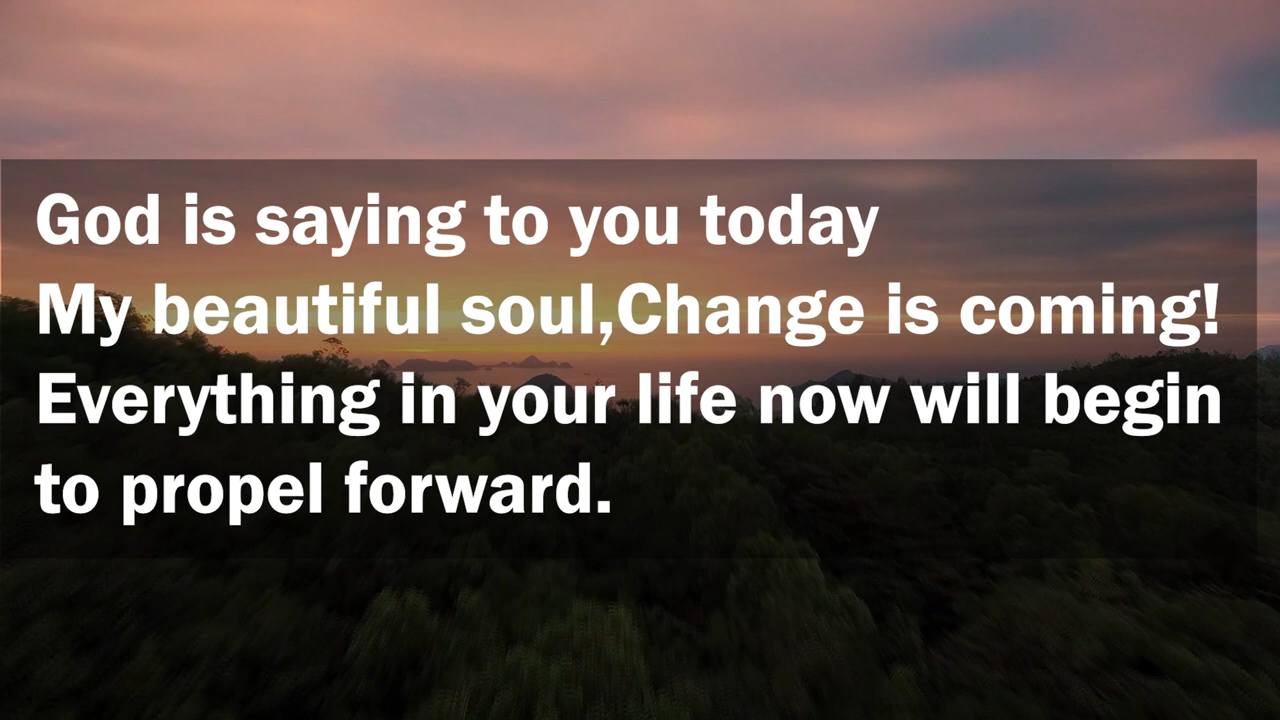 God is saying to you today
My beautiful soul,Change is coming!
Everything in your life now will begin
to propel forward.